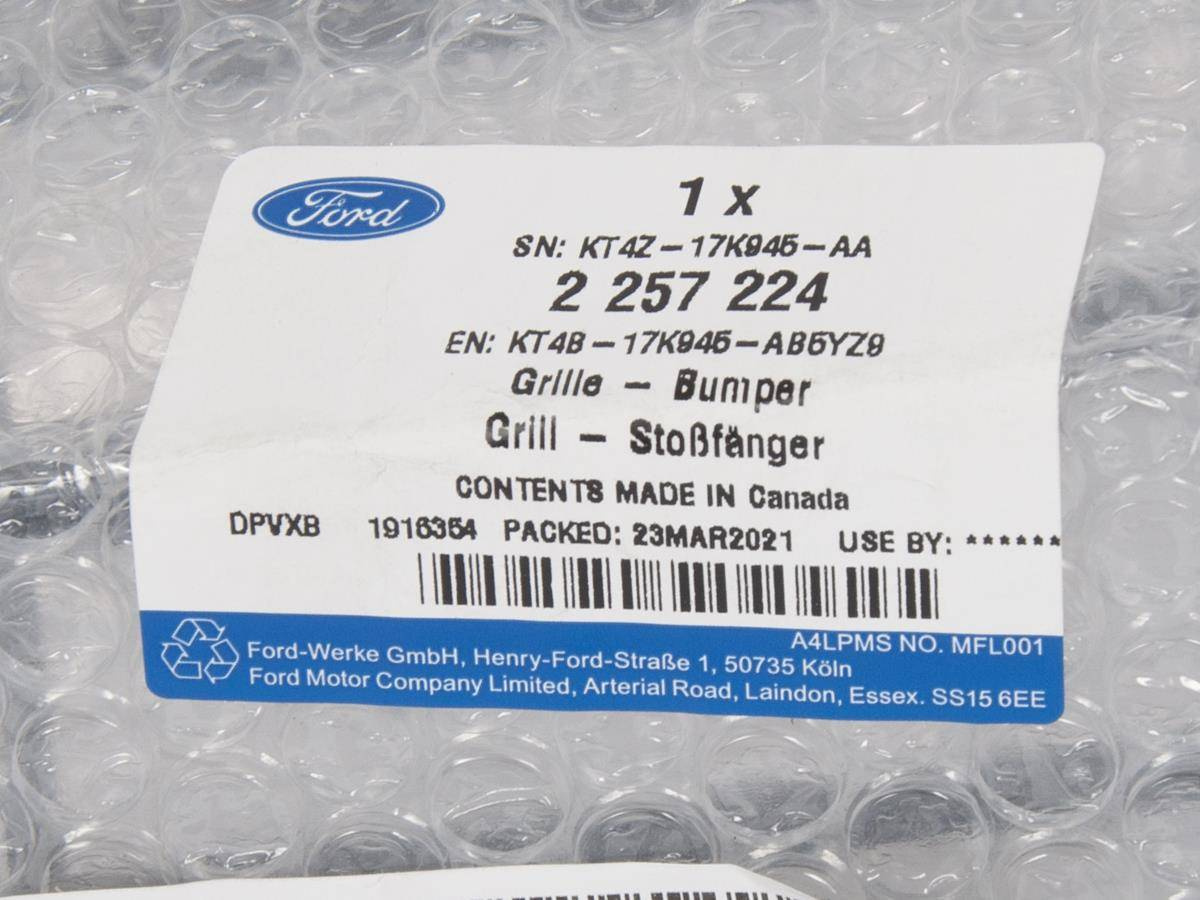 Ford
1 x
SN: KT4Z-17K945-AA
2 257 224
EN: KT4B-17K945-AB5YZ9
Grille - Bumper
Grill - Stoßfänger
CONTENTS MADE IN Canada
DPVXB 1916354 PACKED: 23MAR2021 USE BY: ******
A4LPMS NO. MFL001
Ford-Werke GmbH, Henry-Ford-Straße 1, 50735 Köln
Ford Motor Company Limited, Arterial Road, Laindon, Essex. SS15 6EE